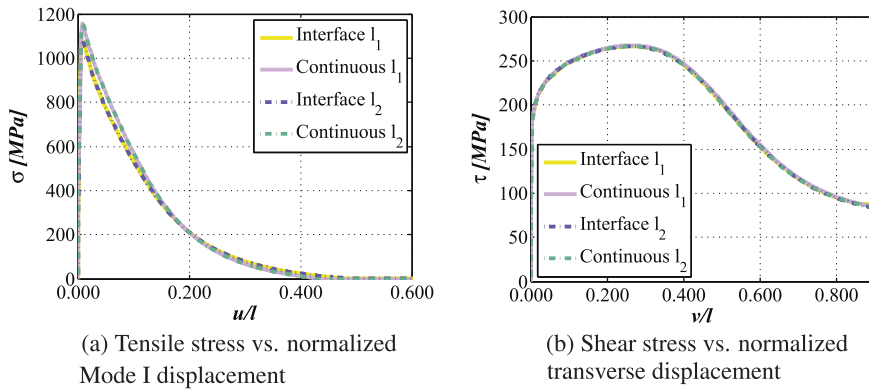 1200
1000
800
600
400
200
0
0.000 0.200 0.400 0.600
σ [MPa]
u/l
Interface l1
Continuous l1
Interface l2
Continuous l2
(a) Tensile stress vs. normalized
Mode I displacement
300
250
200
150
100
50
0
0.000 0.200 0.400 0.600 0.800
τ [MPa]
v/l
Interface l1
Continuous l1
Interface l2
Continuous l2
(b) Shear stress vs. normalized
transverse displacement